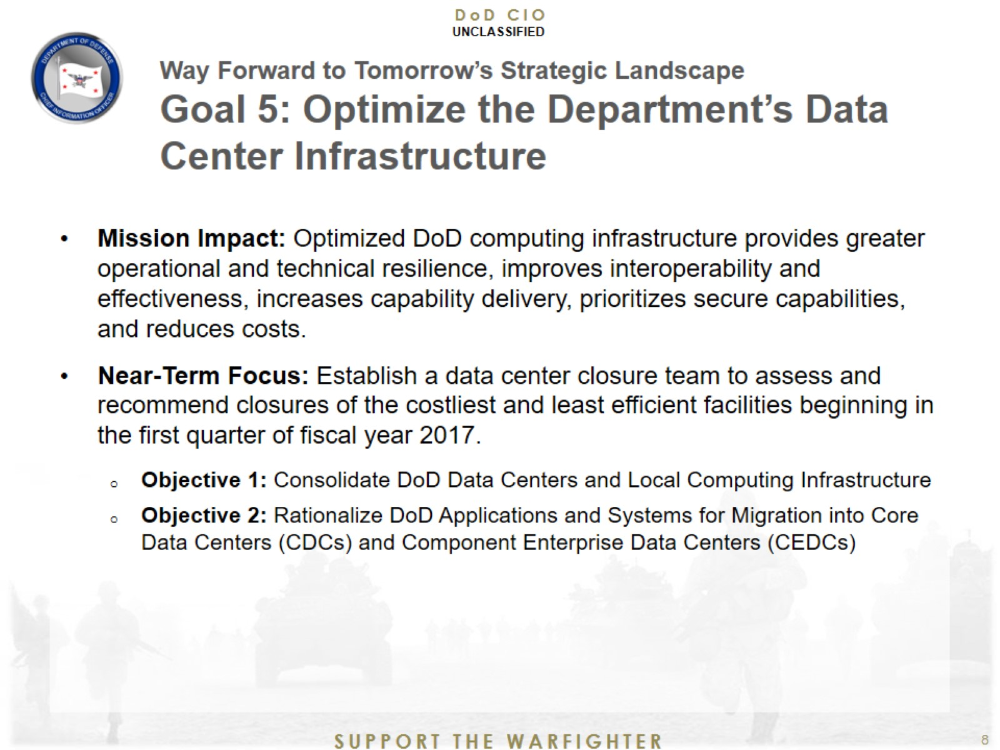 DoD CIO
UNCLASSIFIED
DEPARTMENT OF DEFENSE
CHIEF INFORMATION OFFICER
Way Forward to Tomorrow’s Strategic Landscape
Goal 5: Optimize the Department’s Data
Center Infrastructure
• Mission Impact: Optimized DoD computing infrastructure provides greater
operational and technical resilience, improves interoperability and
effectiveness, increases capability delivery, prioritizes secure capabilities,
and reduces costs.
• Near-Term Focus: Establish a data center closure team to assess and
recommend closures of the costliest and least efficient facilities beginning in
the first quarter of fiscal year 2017.
o Objective 1: Consolidate DoD Data Centers and Local Computing Infrastructure
o Objective 2: Rationalize DoD Applications and Systems for Migration into Core
Data Centers (CDCs) and Component Enterprise Data Centers (CEDCs)
SUPPORT THE WARFIGHTER
8